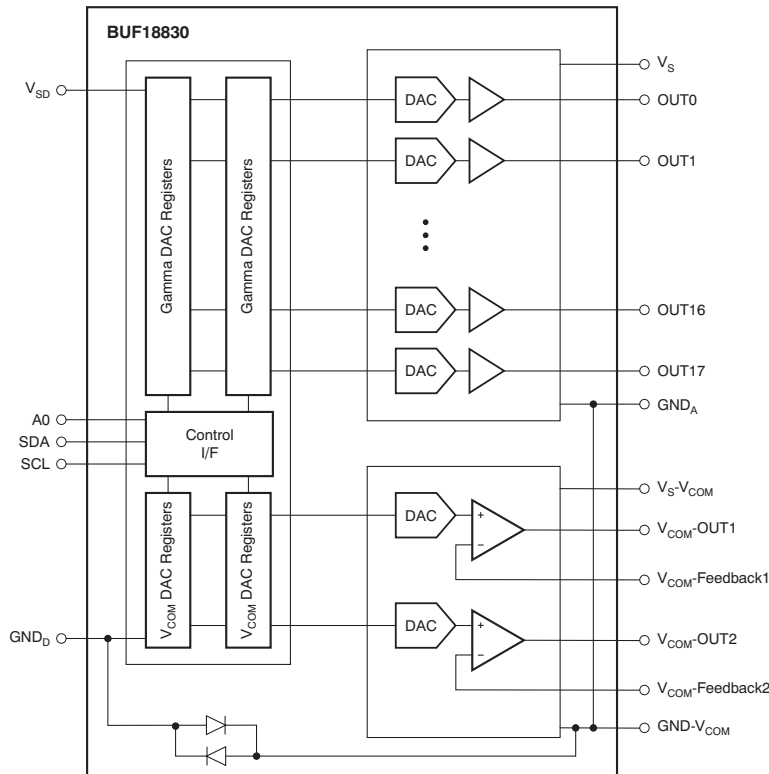 BUF18830
V_SD
V_S
OUT0
OUT1
OUT16
OUT17
GND_A
Gamma DAC Registers
Gamma DAC Registers
DAC
DAC
DAC
DAC
A0
SDA
SCL
Control
I/F
V_S-V_COM
V_COM-OUT1
V_COM-Feedback1
V_COM-OUT2
V_COM-Feedback2
GND-V_COM
V_COM DAC Registers
V_COM DAC Registers
DAC
+
−
DAC
+
−
GND_D